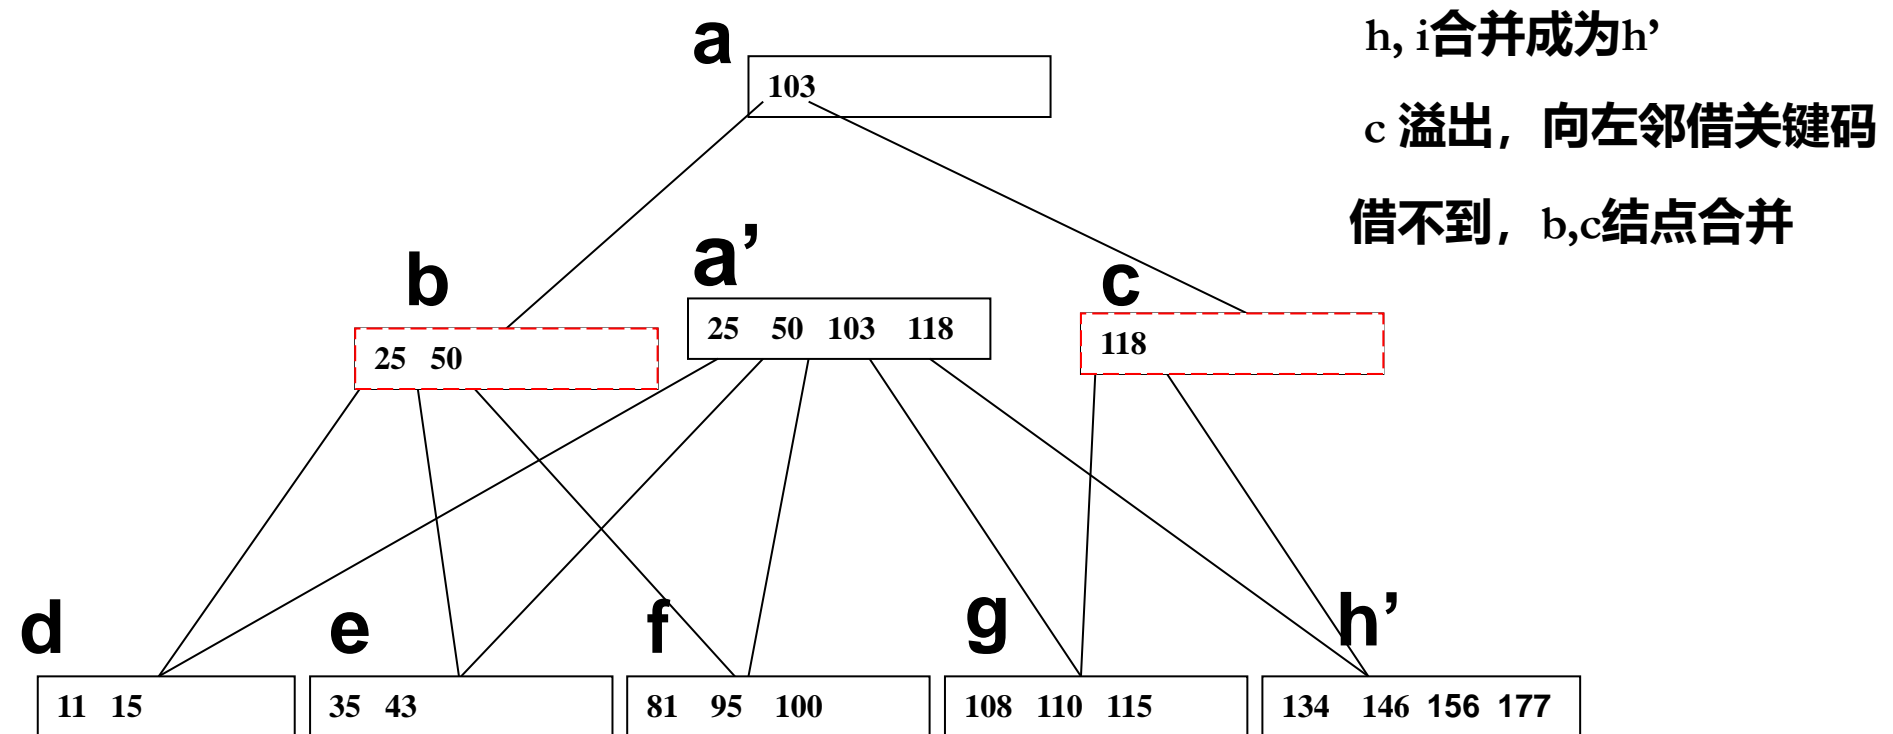 a
103
h, i合并成为h’
c 溢出，向左邻借关键码
借不到，b,c结点合并
b
25 50
a’
25 50 103 118
c
118
d
11 15
e
35 43
f
81 95 100
g
108 110 115
h’
134 146 156 177